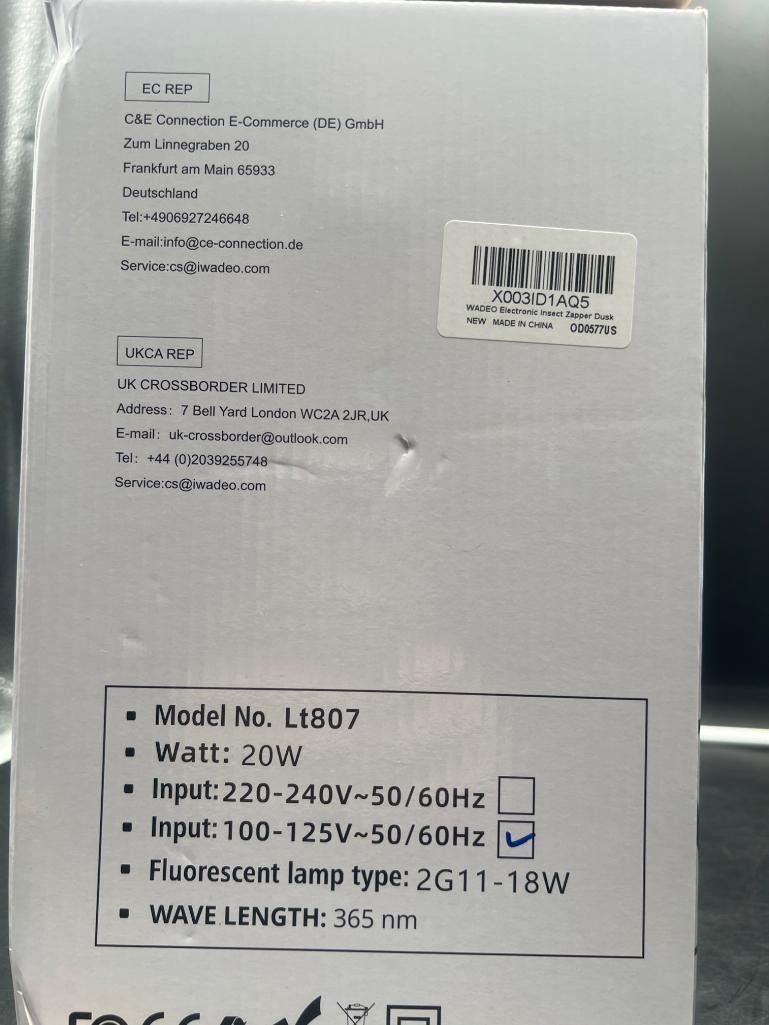 EC REP
C&E Connection E-Commerce (DE) GmbH
Zum Linnegraben 20
Frankfurt am Main 65933
Deutschland
Tel:+4906927246648
E-mail:info@ce-connection.de
Service:cs@iwadeo.com
X003ID1AQ5
WADEO Electronic Insect Zapper Dusk
NEW MADE IN CHINA OD0577US
UKCA REP
UK CROSSBORDER LIMITED
Address: 7 Bell Yard London WC2A 2JR,UK
E-mail: uk-crossborder@outlook.com
Tel: +44 (0)2039255748
Service:cs@iwadeo.com
▪ Model No. Lt807
▪ Watt: 20W
▪ Input:220-240V~50/60Hz
▪ Input:100-125V~50/60Hz
▪ Fluorescent lamp type: 2G11-18W
▪ WAVE LENGTH: 365 nm